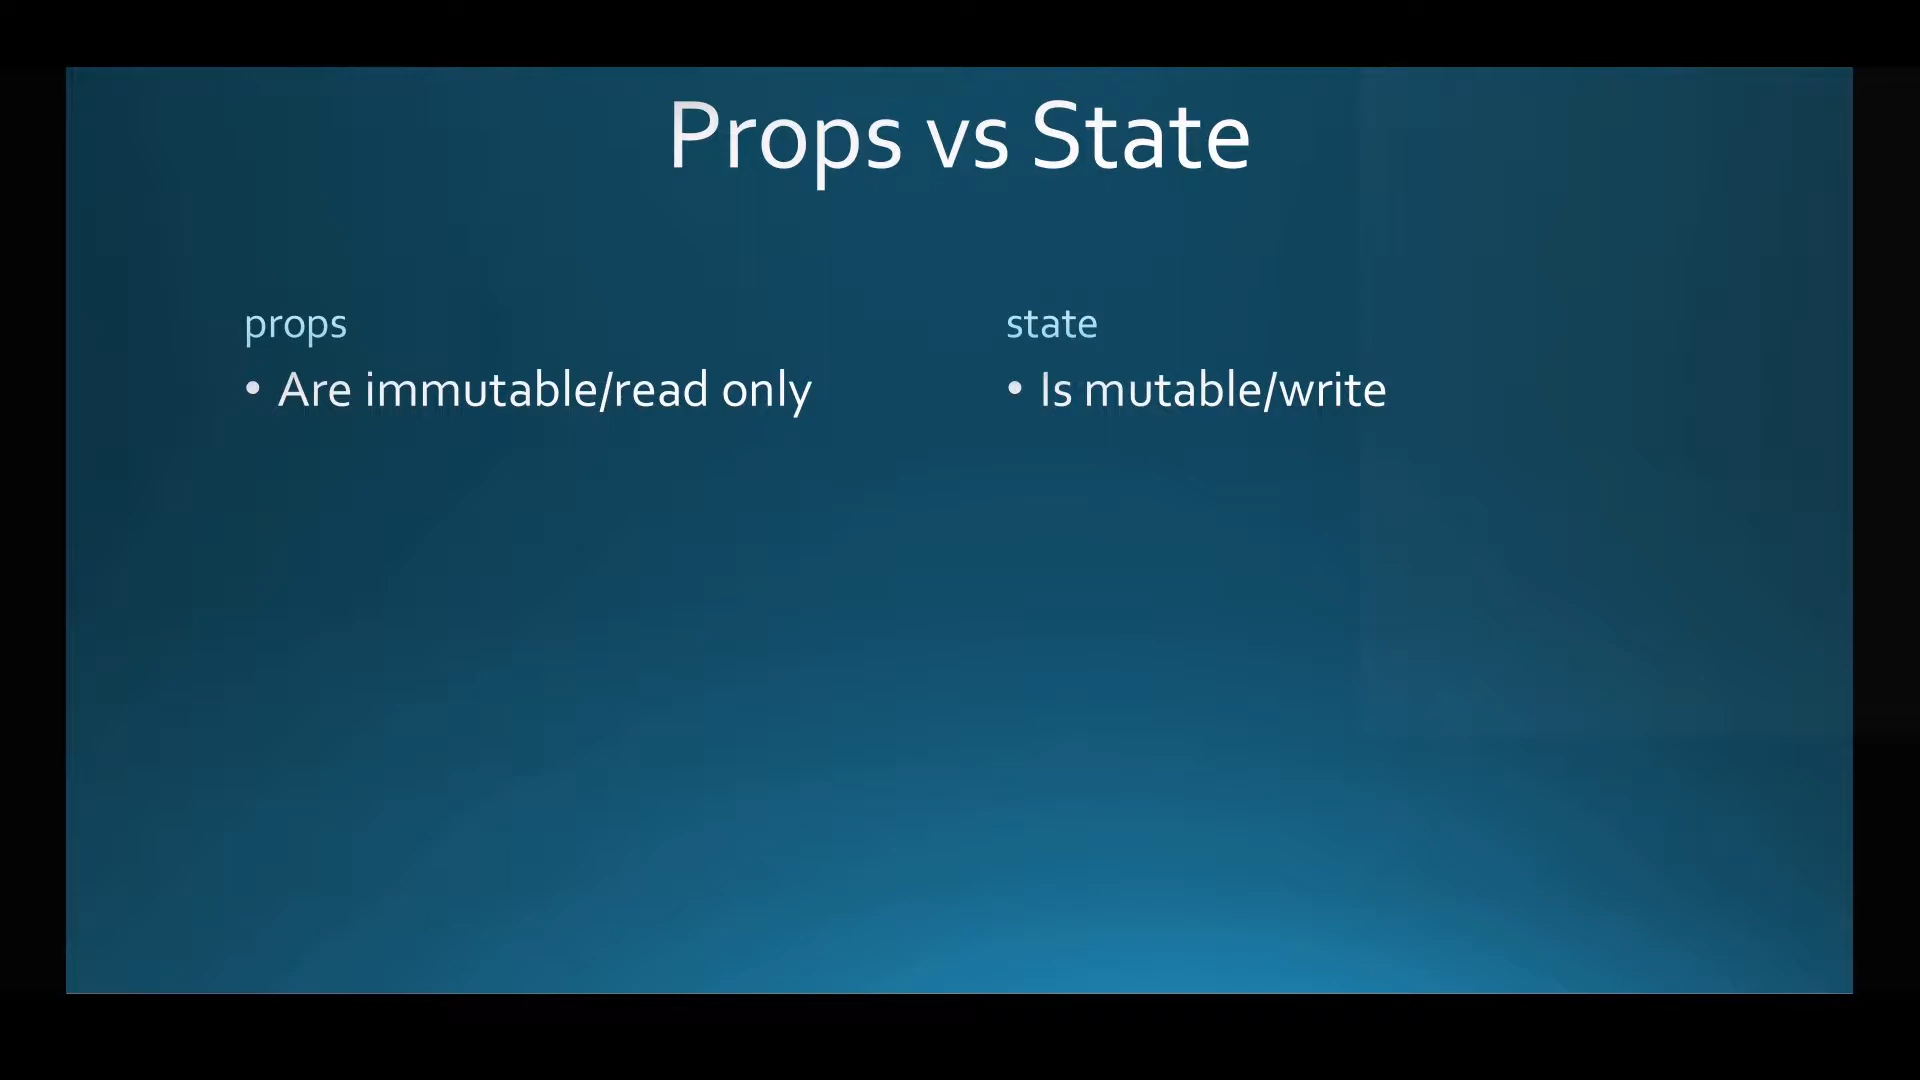 Props vs State
props
• Are immutable/read only
state
• Is mutable/write